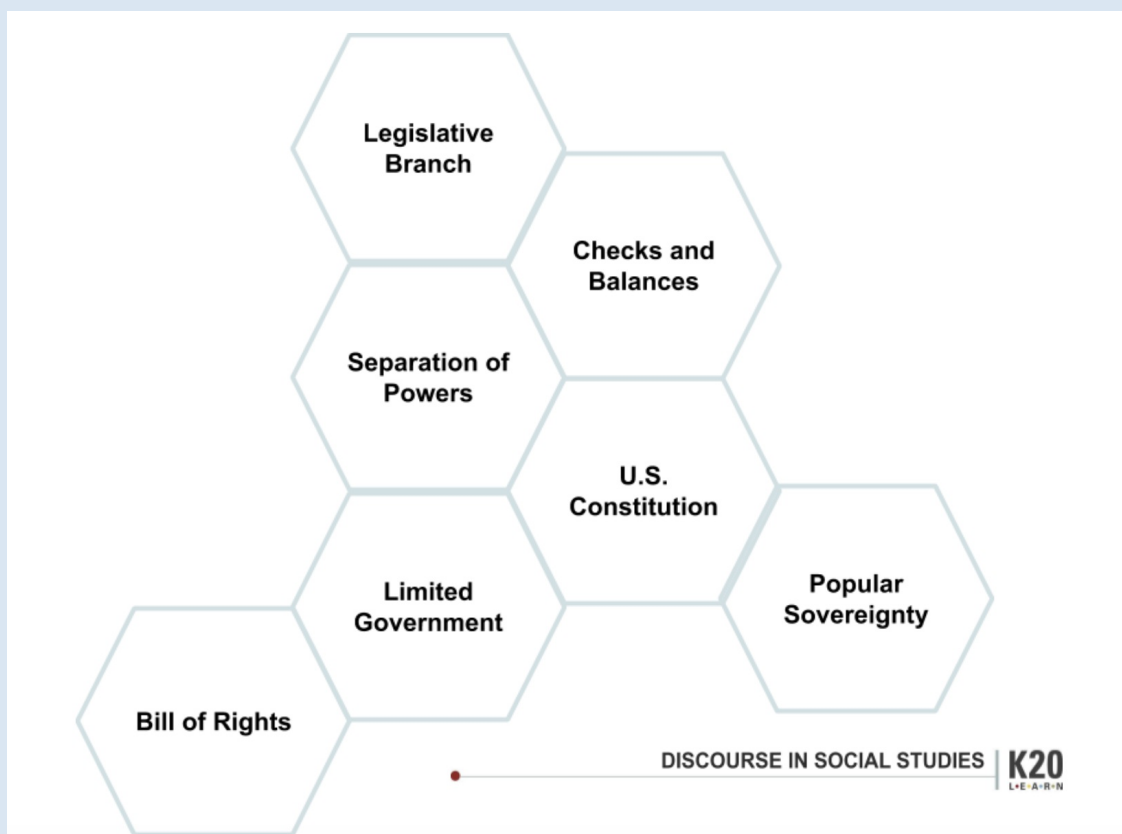 Legislative
Branch
Checks and
Balances
Separation of
Powers
U.S.
Constitution
Limited
Government
Popular
Sovereignty
Bill of Rights
DISCOURSE IN SOCIAL STUDIES
K20
L•E•A•R•N